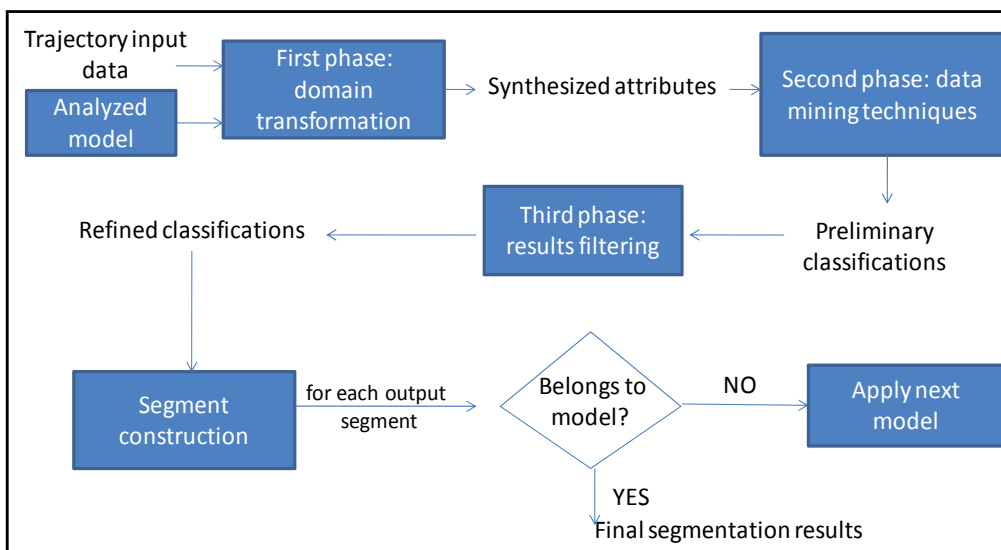 Trajectory input
data
Analyzed
model
First phase:
domain
transformation
Synthesized attributes
Second phase: data
mining techniques
Preliminary
classifications
Third phase:
results filtering
Refined classifications
Segment
construction
for each output
segment
Belongs to
model?
NO
Apply next
model
YES
Final segmentation results